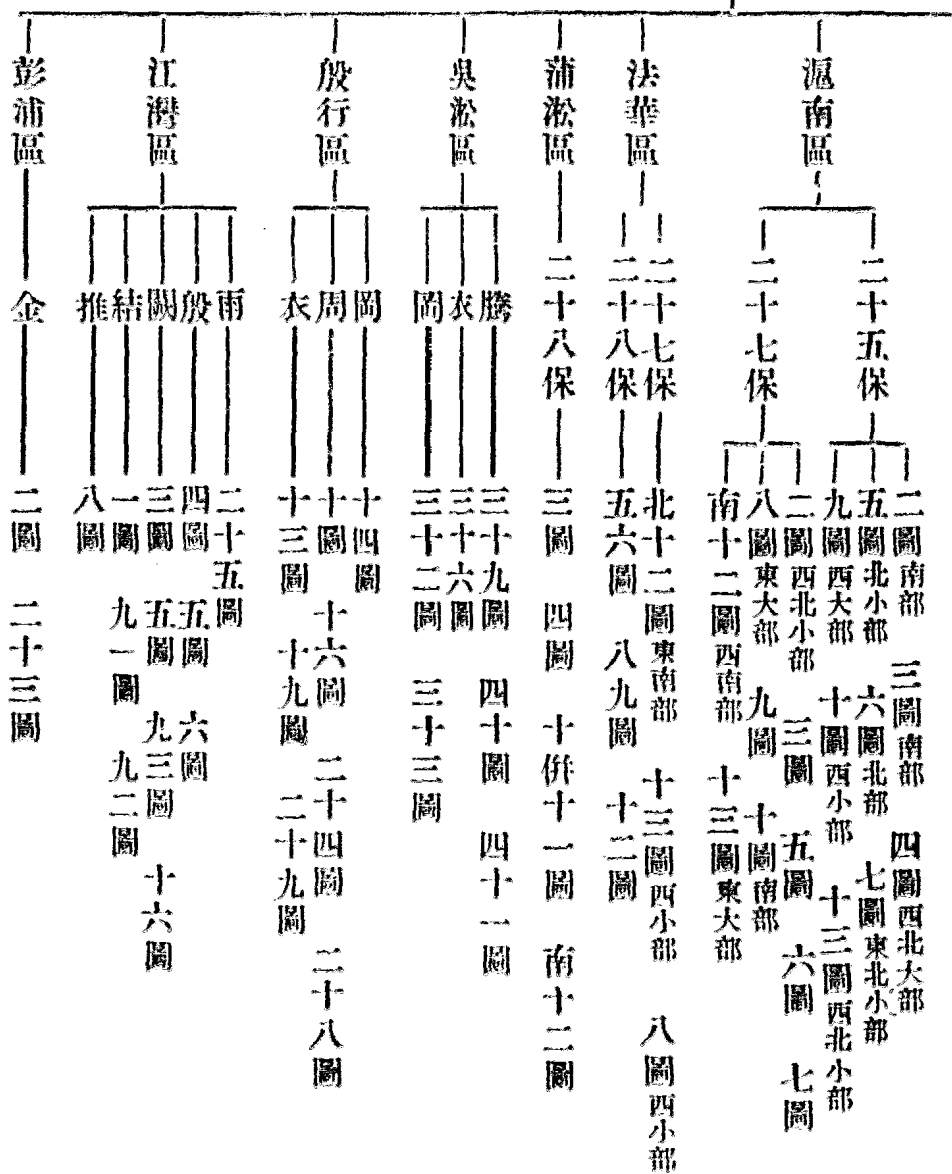 滬南區
二十五保
二圖南部 三圖南部 四圖西北大部
五圖北小部 六圖北部 七圖東北小部
九圖西大部 十圖西小部 十三圖西北小部
二十七保
二圖西北小部 三圖 五圖 六圖 七圖
八圖東大部 九圖 十圖南部
南十二圖西南部 十三圖東大部
法華區
二十七保
北十二圖東南部 十三圖西小部 八圖西小部
二十八保
五六圖 八九圖 十二圖
蒲淞區
二十八保
三圖 四圖 十併十一圖 南十二圖
吳淞區
騰
三十九圖 四十圖 四十一圖
衣
三十六圖
岡
三十二圖 三十三圖
殷行區
岡
十四圖
周
十圖 十六圖 二十四圖 二十八圖
衣
十三圖 十九圖 二十九圖
江灣區
雨
二十五圖
殷
四圖 五圖 六圖
闕
三圖 五圖 九三圖 十六圖
結
一圖 九一圖 九二圖
推
八圖
彭浦區
金
二圖 二十三圖